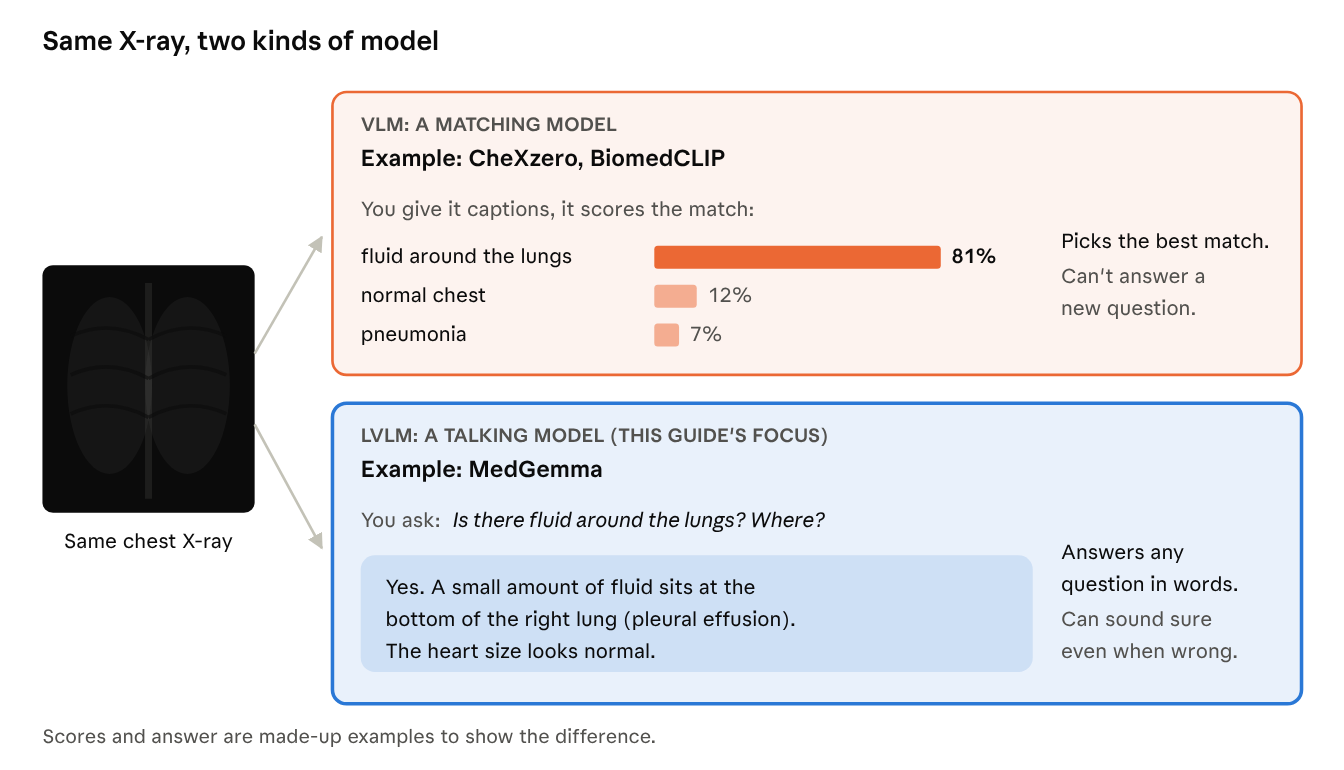 Same X-ray, two kinds of model
VLM: A MATCHING MODEL
Example: CheXzero, BiomedCLIP
You give it captions, it scores the match:
fluid around the lungs 81%
normal chest 12%
pneumonia 7%
Picks the best match.
Can't answer a
new question.
Same chest X-ray
LVLM: A TALKING MODEL (THIS GUIDE'S FOCUS)
Example: MedGemma
You ask: Is there fluid around the lungs? Where?
Yes. A small amount of fluid sits at the
bottom of the right lung (pleural effusion).
The heart size looks normal.
Answers any
question in words.
Can sound sure
even when wrong.
Scores and answer are made-up examples to show the difference.